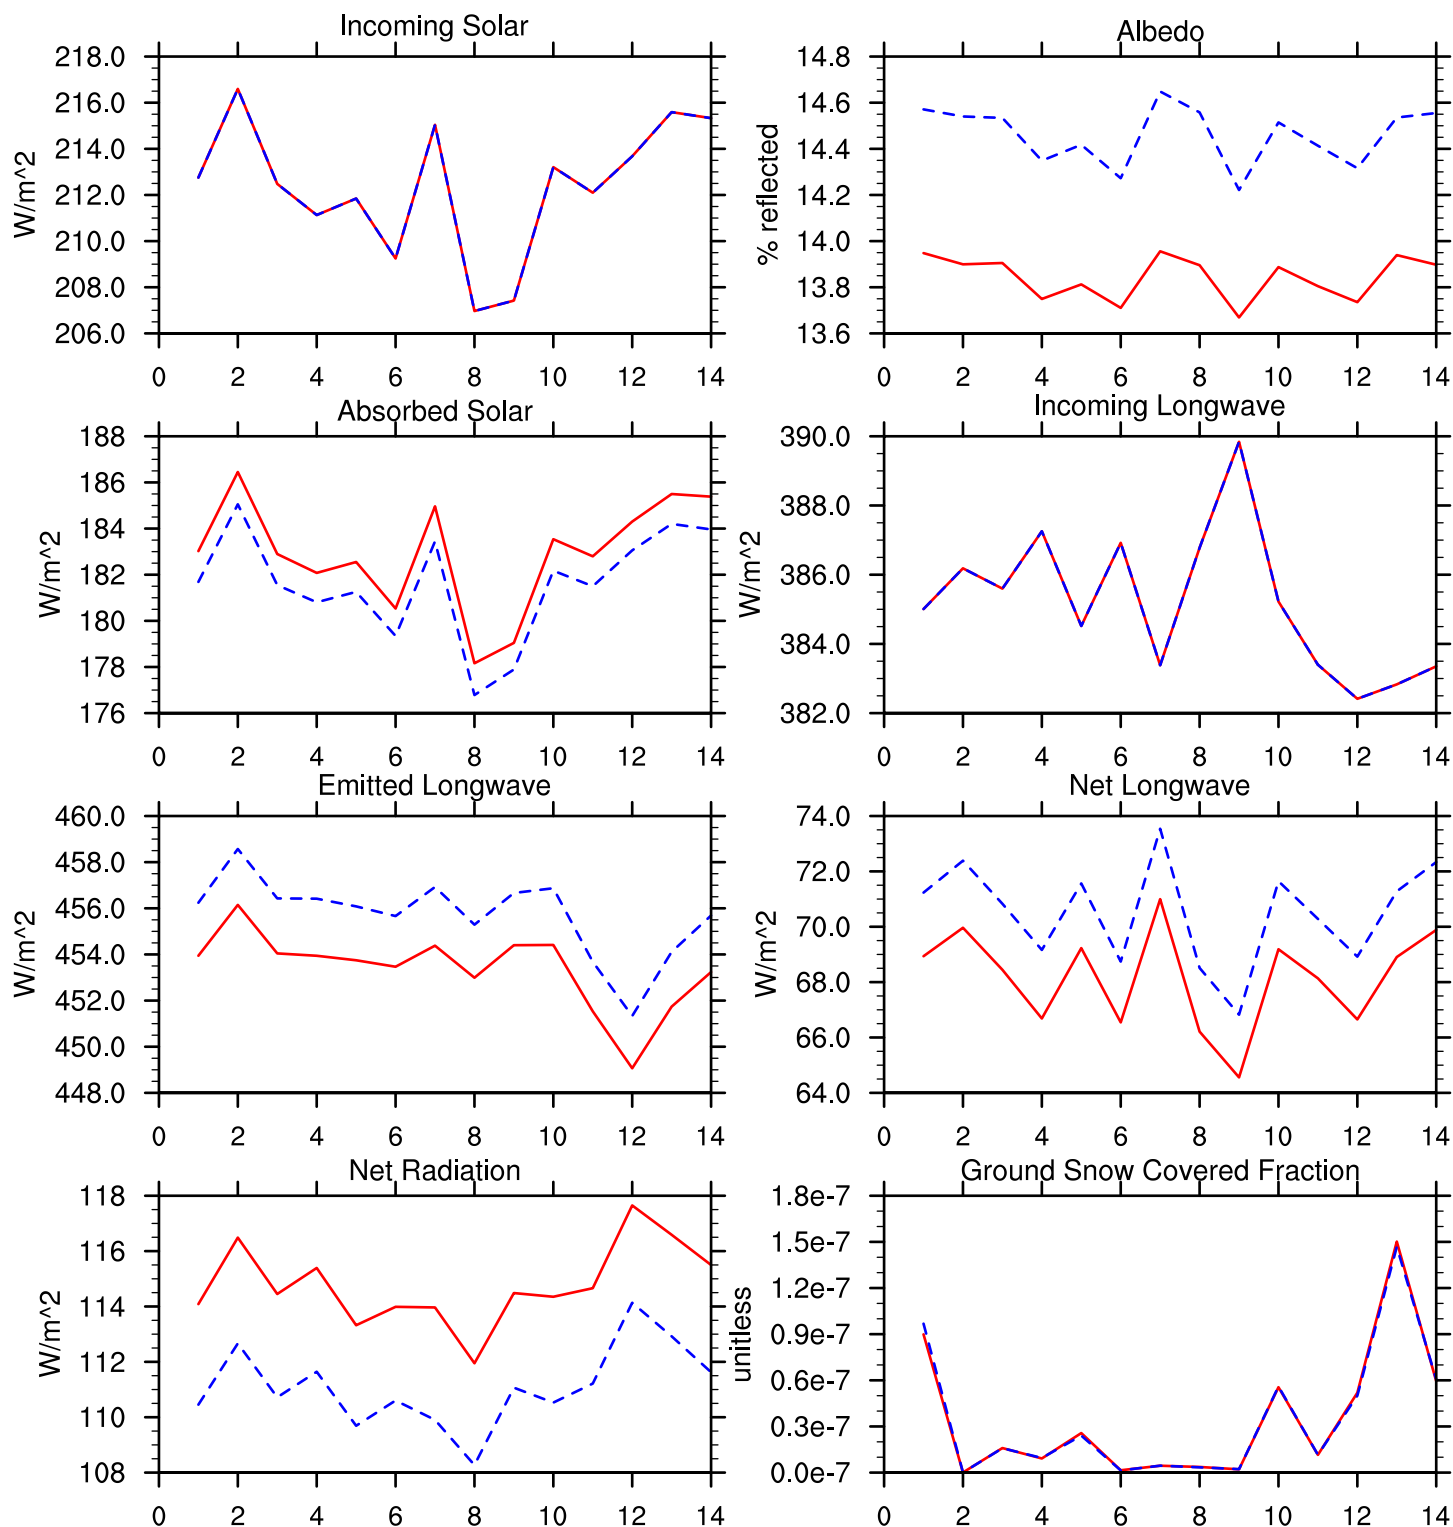 Incoming Solar
W/m^2
218.0
216.0
214.0
212.0
210.0
208.0
206.0
0 2 4 6 8 10 12 14
Albedo
% reflected
14.8
14.6
14.4
14.2
14.0
13.8
13.6
0 2 4 6 8 10 12 14
Absorbed Solar
W/m^2
188
186
184
182
180
178
176
0 2 4 6 8 10 12 14
Incoming Longwave
W/m^2
390.0
388.0
386.0
384.0
382.0
0 2 4 6 8 10 12 14
Emitted Longwave
W/m^2
460.0
458.0
456.0
454.0
452.0
450.0
448.0
0 2 4 6 8 10 12 14
Net Longwave
W/m^2
74.0
72.0
70.0
68.0
66.0
64.0
0 2 4 6 8 10 12 14
Net Radiation
W/m^2
118
116
114
112
110
108
0 2 4 6 8 10 12 14
Ground Snow Covered Fraction
unitless
1.8e-7
1.5e-7
1.2e-7
0.9e-7
0.6e-7
0.3e-7
0.0e-7
0 2 4 6 8 10 12 14